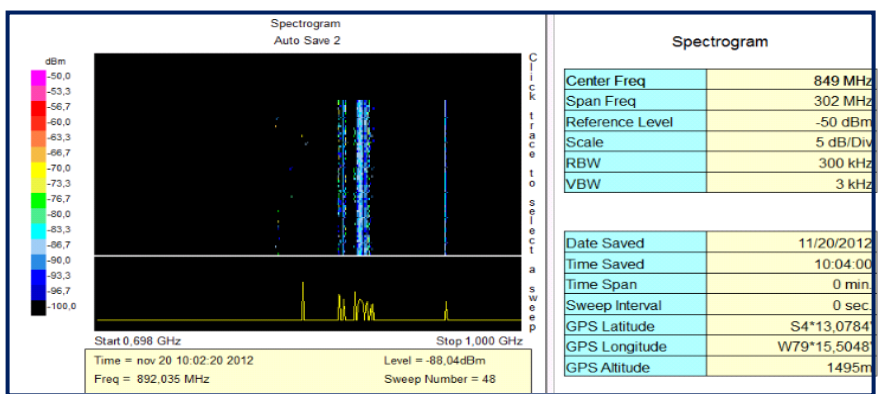 Spectrogram
Auto Save 2
dBm
-50,0
-53,3
-56,7
-60,0
-63,3
-66,7
-70,0
-73,3
-76,7
-80,0
-83,3
-86,7
-90,0
-93,3
-96,7
-100,0
Click trace to select a sweep
Start 0,698 GHz
Stop 1,000 GHz
Time = nov 20 10:02:20 2012
Level = -88,04dBm
Freq = 892,035 MHz
Sweep Number = 48
Spectrogram
Center Freq 849 MHz
Span Freq 302 MHz
Reference Level -50 dBm
Scale 5 dB/Div
RBW 300 kHz
VBW 3 kHz
Date Saved 11/20/2012
Time Saved 10:04:00
Time Span 0 min.
Sweep Interval 0 sec.
GPS Latitude S4*13,0784'
GPS Longitude W79*15,5048'
GPS Altitude 1495m